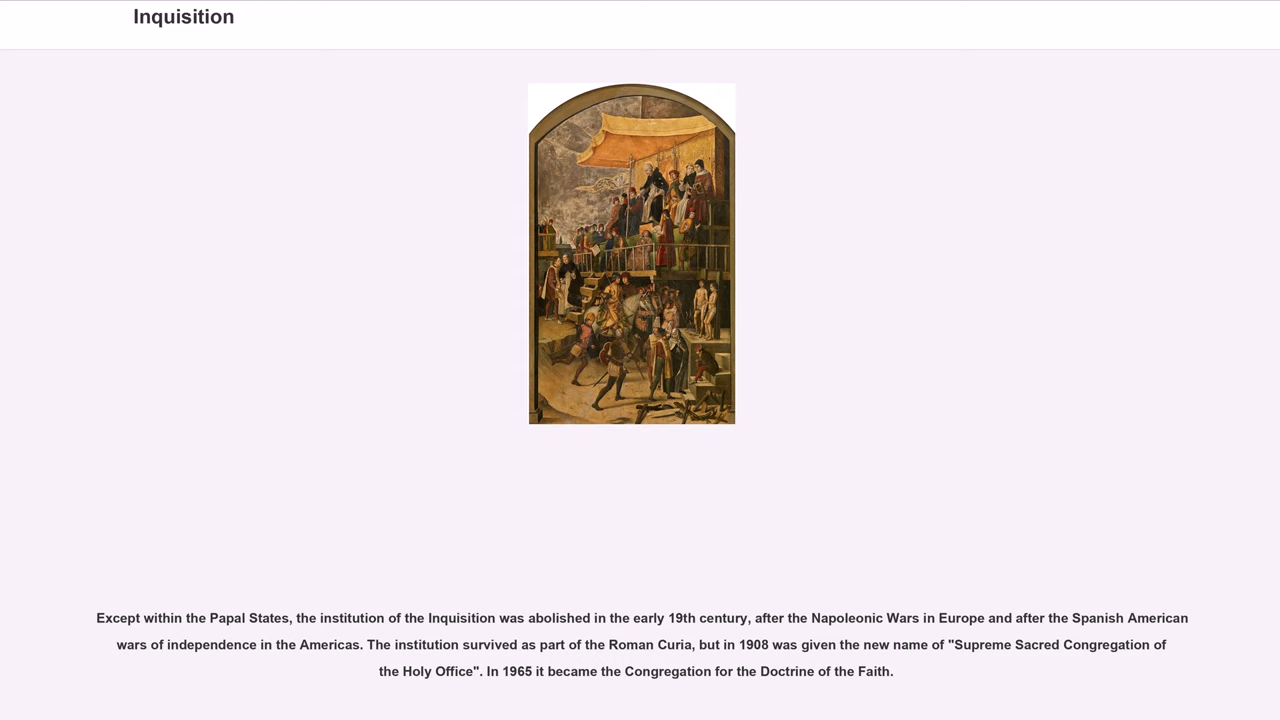 Inquisition
Except within the Papal States, the institution of the Inquisition was abolished in the early 19th century, after the Napoleonic Wars in Europe and after the Spanish American
wars of independence in the Americas. The institution survived as part of the Roman Curia, but in 1908 was given the new name of "Supreme Sacred Congregation of
the Holy Office". In 1965 it became the Congregation for the Doctrine of the Faith.